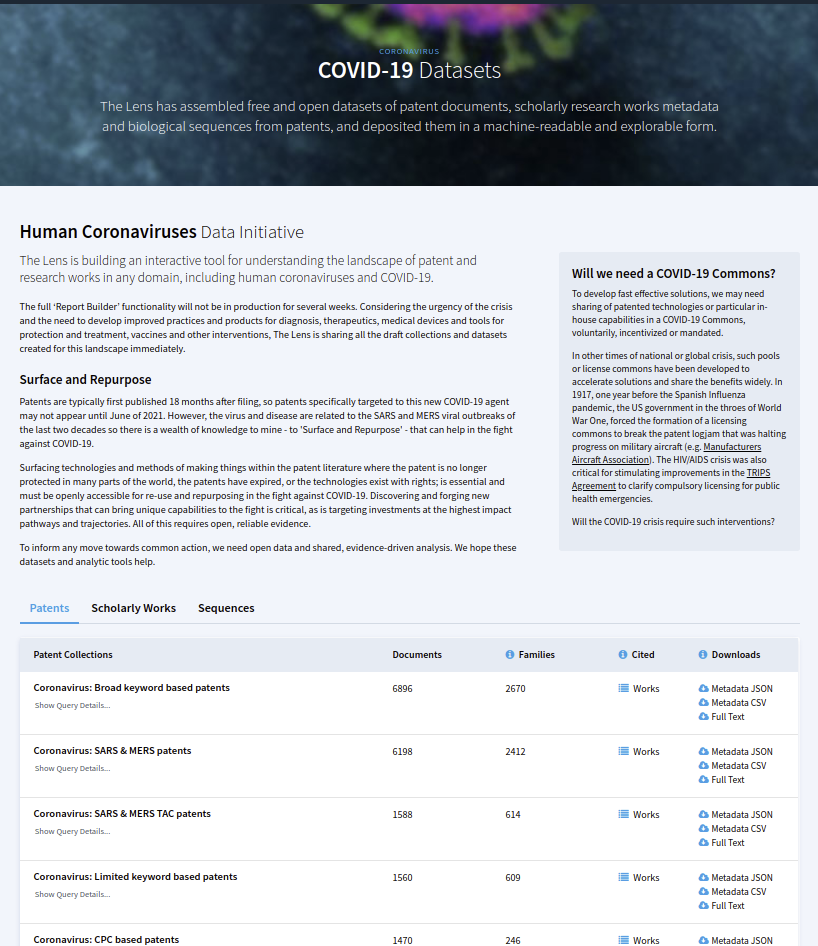 CORONAVIRUS
COVID-19 Datasets
The Lens has assembled free and open datasets of patent documents, scholarly research works metadata
and biological sequences from patents, and deposited them in a machine-readable and explorable form.
Human Coronaviruses Data Initiative
The Lens is building an interactive tool for understanding the landscape of patent and
research works in any domain, including human coronaviruses and COVID-19.
The full ‘Report Builder’ functionality will not be in production for several weeks. Considering the urgency of the crisis
and the need to develop improved practices and products for diagnosis, therapeutics, medical devices and tools for
protection and treatment, vaccines and other interventions, The Lens is sharing all the draft collections and datasets
created for this landscape immediately.
Surface and Repurpose
Patents are typically first published 18 months after filing, so patents specifically targeted to this new COVID-19 agent
may not appear until June of 2021. However, the virus and disease are related to the SARS and MERS viral outbreaks of
the last two decades so there is a wealth of knowledge to mine - to 'Surface and Repurpose' - that can help in the fight
against COVID-19.
Surfacing technologies and methods of making things within the patent literature where the patent is no longer
protected in many parts of the world, the patents have expired, or the technologies exist with rights; is essential and
must be openly accessible for re-use and repurposing in the fight against COVID-19. Discovering and forging new
partnerships that can bring unique capabilities to the fight is critical, as is targeting investments at the highest impact
pathways and trajectories. All of this requires open, reliable evidence.
To inform any move towards common action, we need open data and shared, evidence-driven analysis. We hope these
datasets and analytic tools help.
Will we need a COVID-19 Commons?
To develop fast effective solutions, we may need
sharing of patented technologies or particular in-
house capabilities in a COVID-19 Commons,
voluntarily, incentivized or mandated.
In other times of national or global crisis, such pools
or license commons have been developed to
accelerate solutions and share the benefits widely. In
1917, one year before the Spanish Influenza
pandemic, the US government in the throes of World
War One, forced the formation of a licensing
commons to break the patent logjam that was halting
progress on military aircraft (e.g. Manufacturers
Aircraft Association). The HIV/AIDS crisis was also
critical for stimulating improvements in the TRIPS
Agreement to clarify compulsory licensing for public
health emergencies.
Will the COVID-19 crisis require such interventions?
Patents Scholarly Works Sequences
Patent Collections Documents Families Cited Downloads
Coronavirus: Broad keyword based patents 6896 2670 Works Metadata JSON
Show Query Details... Metadata CSV
Full Text
Coronavirus: SARS & MERS patents 6198 2412 Works Metadata JSON
Show Query Details... Metadata CSV
Full Text
Coronavirus: SARS & MERS TAC patents 1588 614 Works Metadata JSON
Show Query Details... Metadata CSV
Full Text
Coronavirus: Limited keyword based patents 1560 609 Works Metadata JSON
Show Query Details... Metadata CSV
Full Text
Coronavirus: CPC based patents 1470 246 Works Metadata JSON